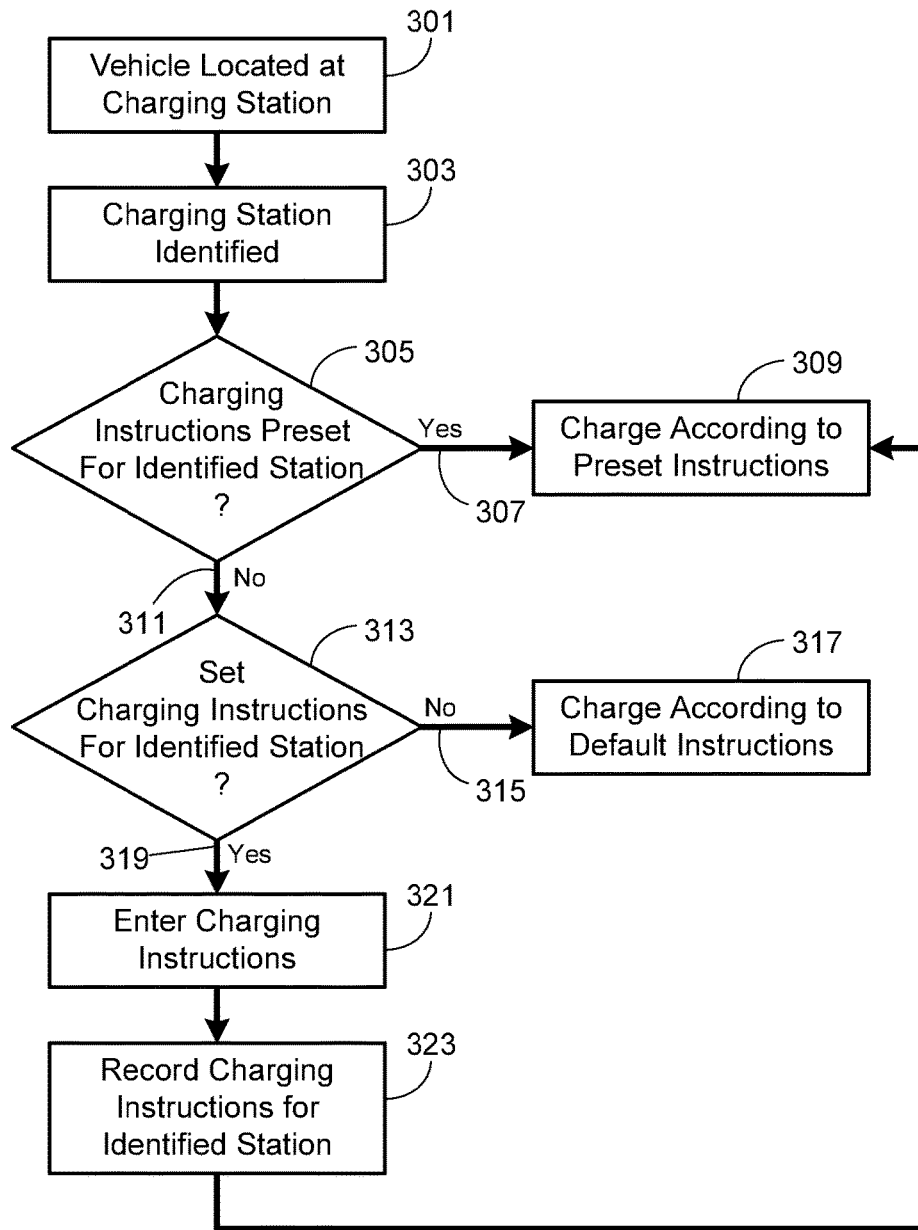 301
Vehicle Located at
Charging Station
303
Charging Station
Identified
305
Charging
Instructions Preset
For Identified Station
?
Yes
307
309
Charge According to
Preset Instructions
No
311
313
Set
Charging Instructions
For Identified Station
?
No
315
317
Charge According to
Default Instructions
319
Yes
321
Enter Charging
Instructions
323
Record Charging
Instructions for
Identified Station